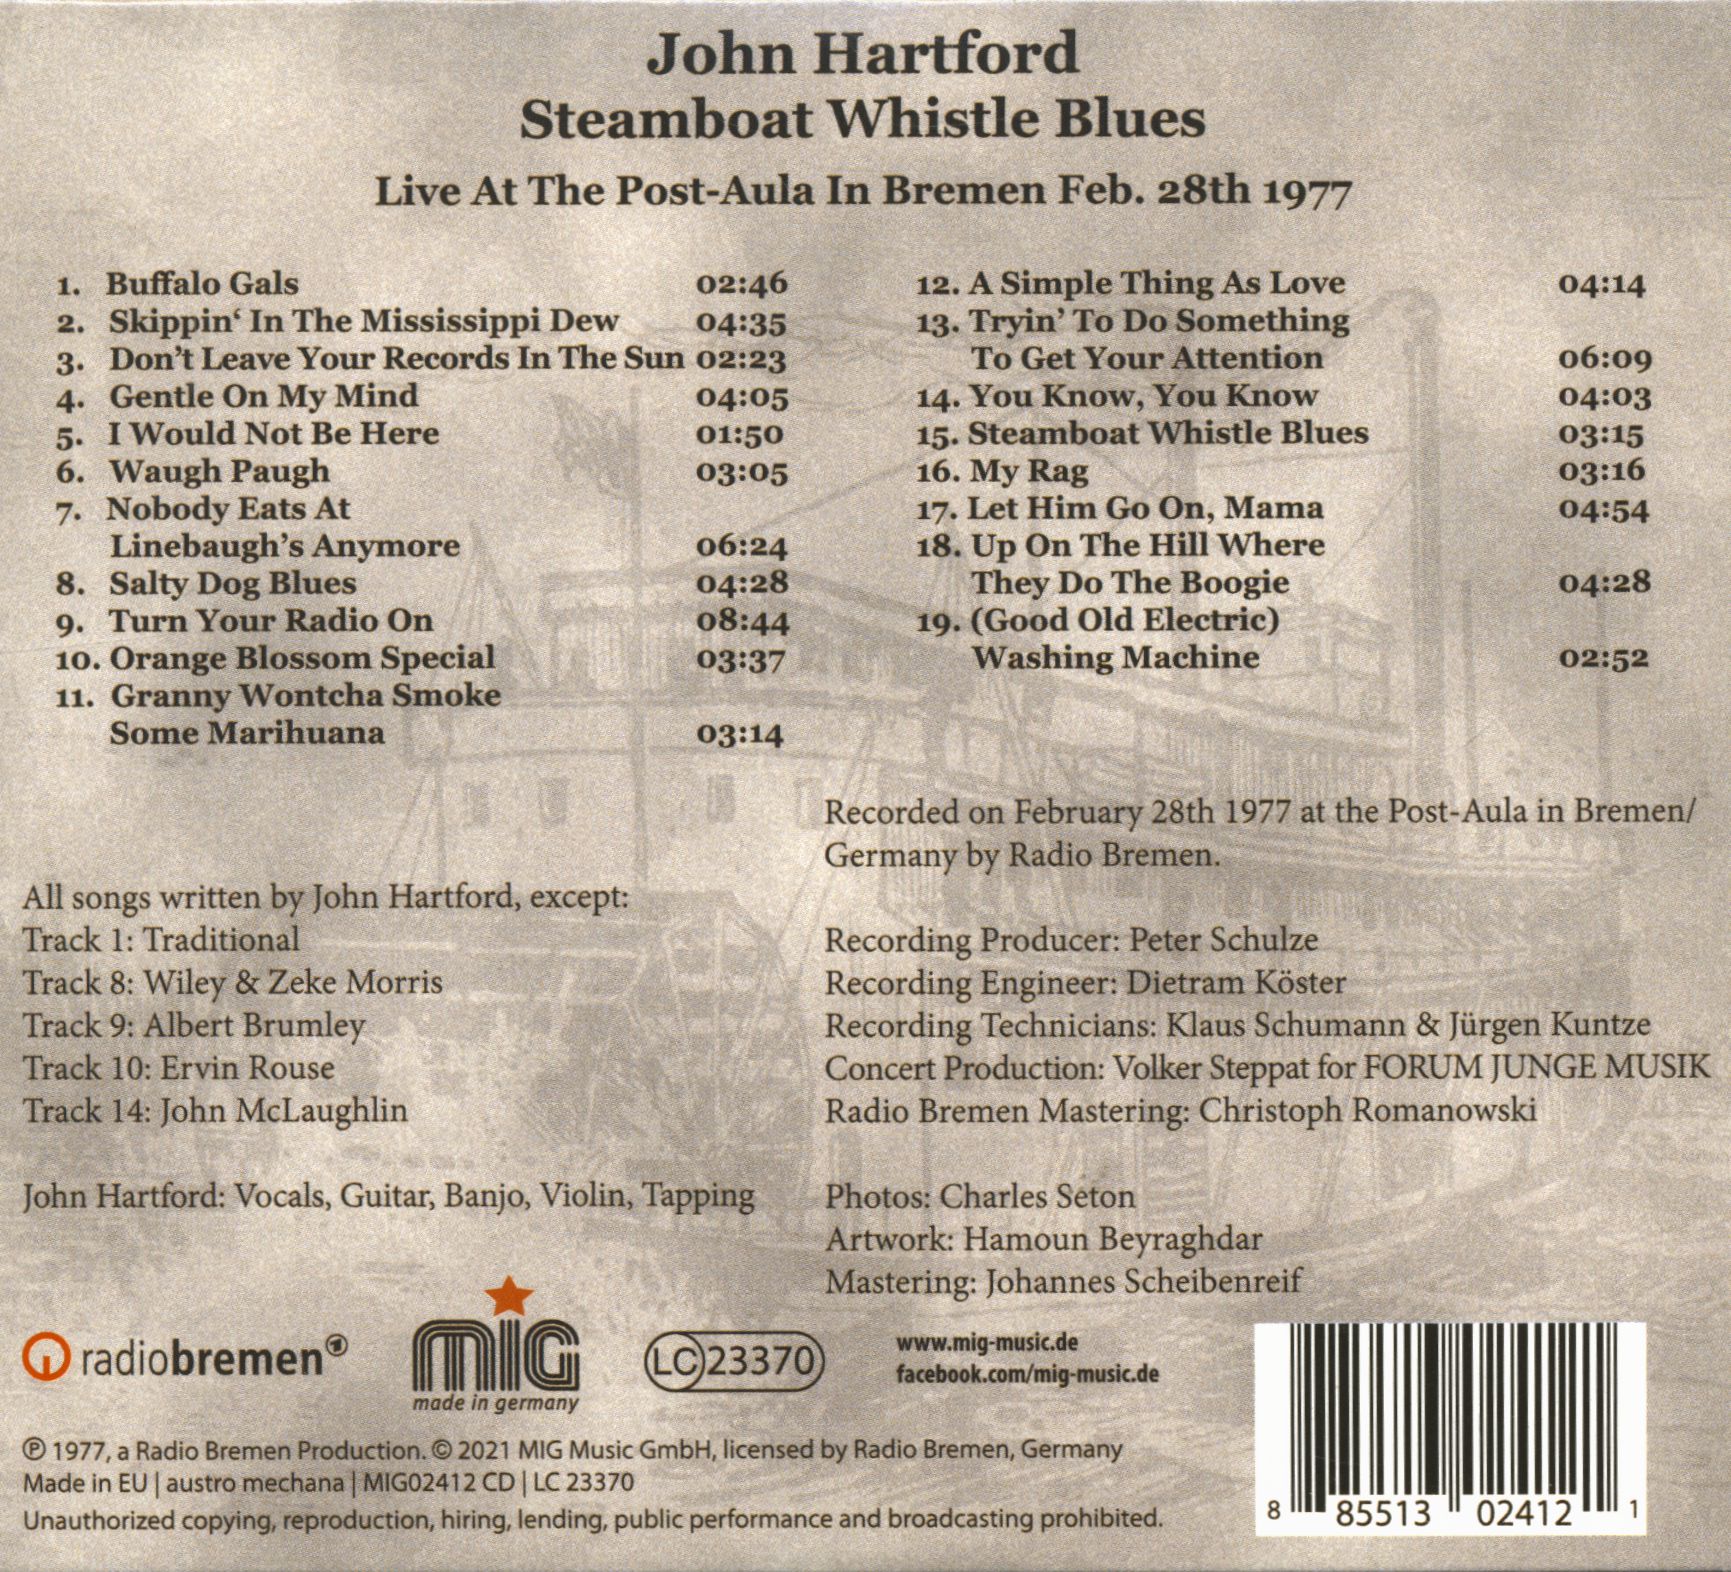 John Hartford
Steamboat Whistle Blues
Live At The Post-Aula In Bremen Feb. 28th 1977
1. Buffalo Gals 02:46
2. Skippin‘ In The Mississippi Dew 04:35
3. Don’t Leave Your Records In The Sun 02:23
4. Gentle On My Mind 04:05
5. I Would Not Be Here 01:50
6. Waugh Paugh 03:05
7. Nobody Eats At
Linebaugh’s Anymore 06:24
8. Salty Dog Blues 04:28
9. Turn Your Radio On 08:44
10. Orange Blossom Special 03:37
11. Granny Wontcha Smoke
Some Marihuana 03:14
12. A Simple Thing As Love 04:14
13. Tryin’ To Do Something
To Get Your Attention 06:09
14. You Know, You Know 04:03
15. Steamboat Whistle Blues 03:15
16. My Rag 03:16
17. Let Him Go On, Mama 04:54
18. Up On The Hill Where
They Do The Boogie 04:28
19. (Good Old Electric)
Washing Machine 02:52
All songs written by John Hartford, except:
Track 1: Traditional
Track 8: Wiley & Zeke Morris
Track 9: Albert Brumley
Track 10: Ervin Rouse
Track 14: John McLaughlin
John Hartford: Vocals, Guitar, Banjo, Violin, Tapping
Recorded on February 28th 1977 at the Post-Aula in Bremen/
Germany by Radio Bremen.
Recording Producer: Peter Schulze
Recording Engineer: Dietram Köster
Recording Technicians: Klaus Schumann & Jürgen Kuntze
Concert Production: Volker Steppat for FORUM JUNGE MUSIK
Radio Bremen Mastering: Christoph Romanowski
Photos: Charles Seton
Artwork: Hamoun Beyraghdar
Mastering: Johannes Scheibenreif
radiobremen
MIG
made in germany
LC 23370
www.mig-music.de
facebook.com/mig-music.de
℗ 1977, a Radio Bremen Production. © 2021 MIG Music GmbH, licensed by Radio Bremen, Germany
Made in EU | austro mechana | MIG02412 CD | LC 23370
Unauthorized copying, reproduction, hiring, lending, public performance and broadcasting prohibited.
8 85513 02412 1